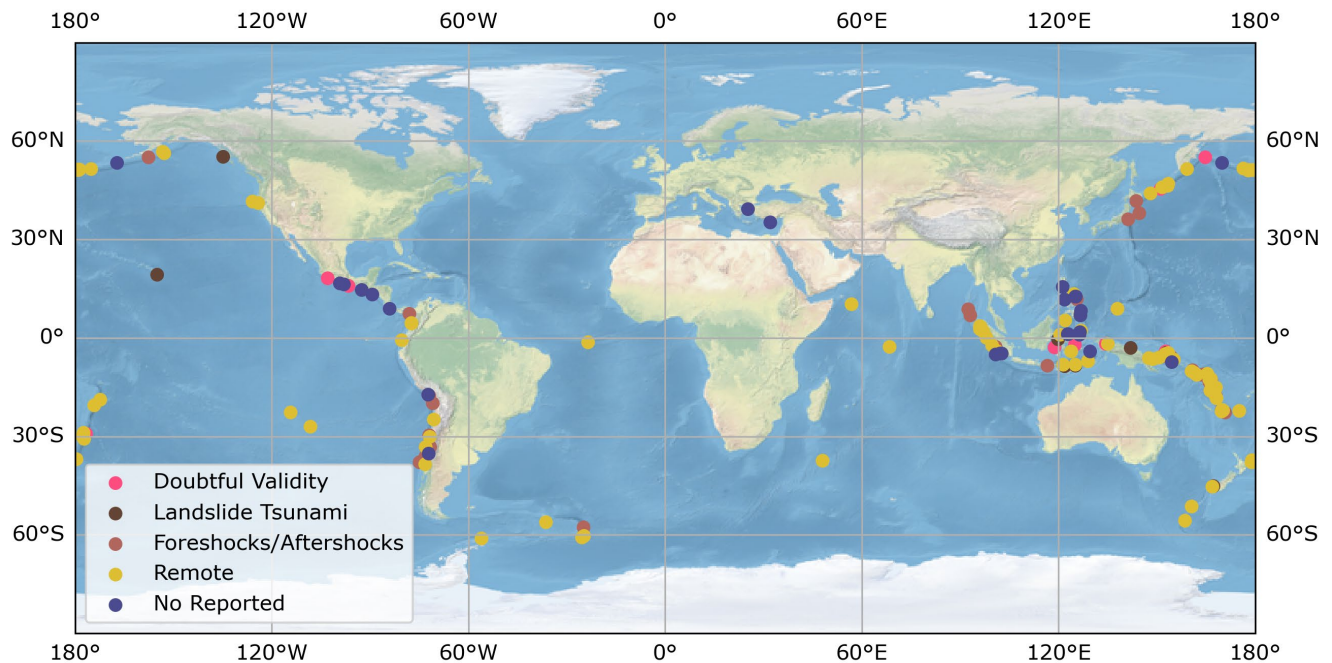 180° 120°W 60°W 0° 60°E 120°E 180°
60°N 60°N
30°N 30°N
0° 0°
30°S 30°S
60°S 60°S
Doubtful Validity
Landslide Tsunami
Foreshocks/Aftershocks
Remote
No Reported
180° 120°W 60°W 0° 60°E 120°E 180°